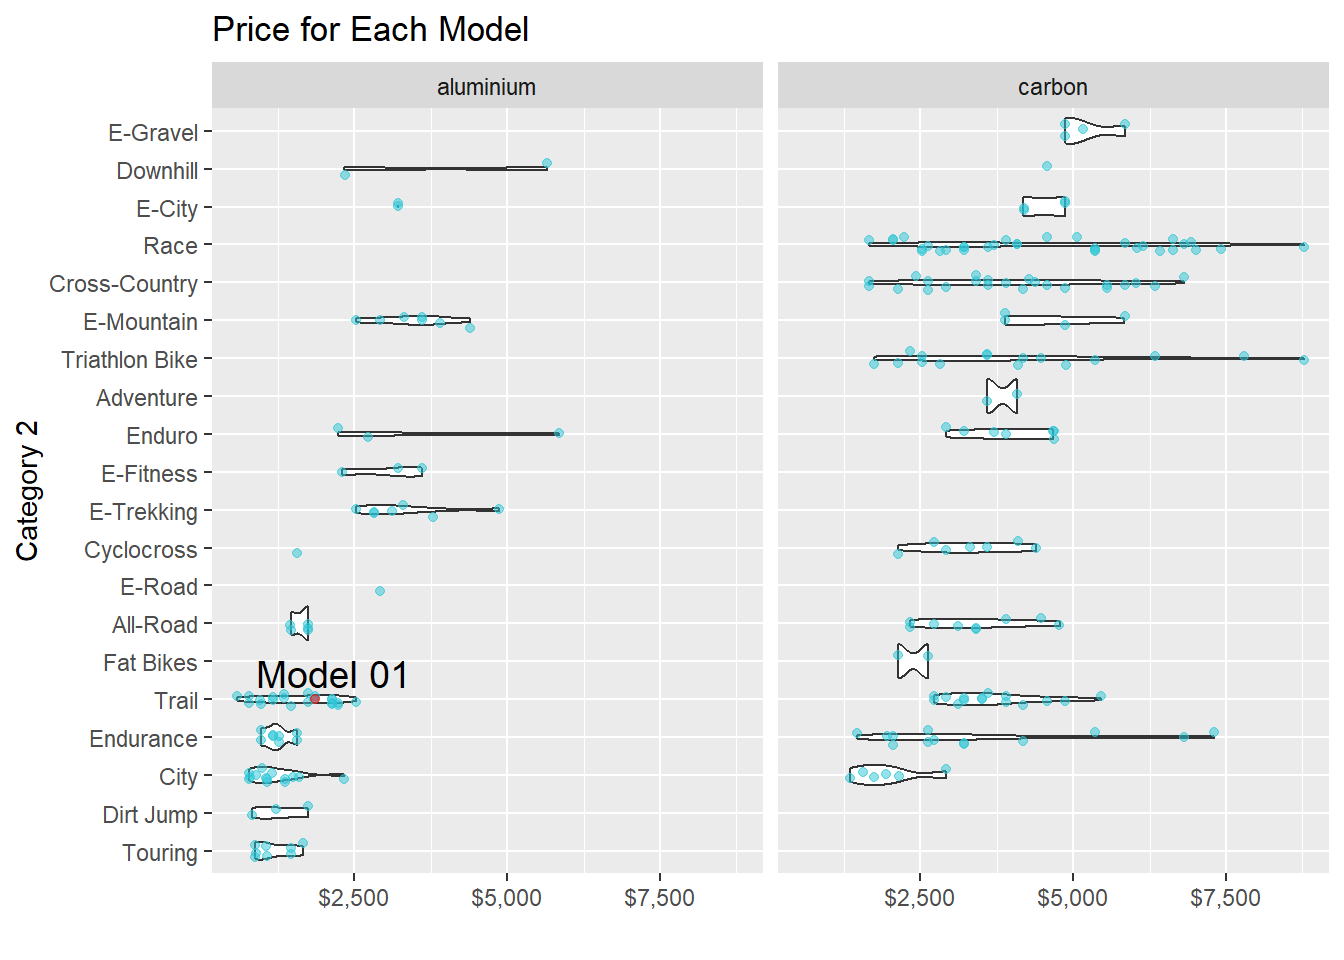 Price for Each Model
aluminium
carbon
E-Gravel
Downhill
E-City
Race
Cross-Country
E-Mountain
Triathlon Bike
Adventure
Enduro
E-Fitness
E-Trekking
Cyclocross
E-Road
All-Road
Fat Bikes
Model 01
Trail
Endurance
City
Dirt Jump
Touring
Category 2
$2,500 $5,000 $7,500
$2,500 $5,000 $7,500